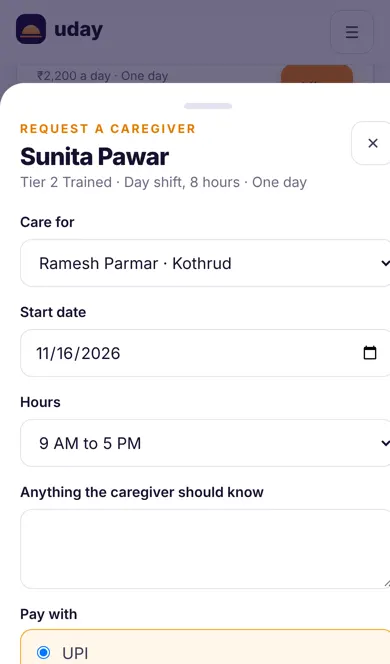 uday
₹2,200 a day · One day
REQUEST A CAREGIVER
Sunita Pawar
Tier 2 Trained · Day shift, 8 hours · One day
Care for
Ramesh Parmar · Kothrud
Start date
11/16/2026
Hours
9 AM to 5 PM
Anything the caregiver should know
Pay with
UPI